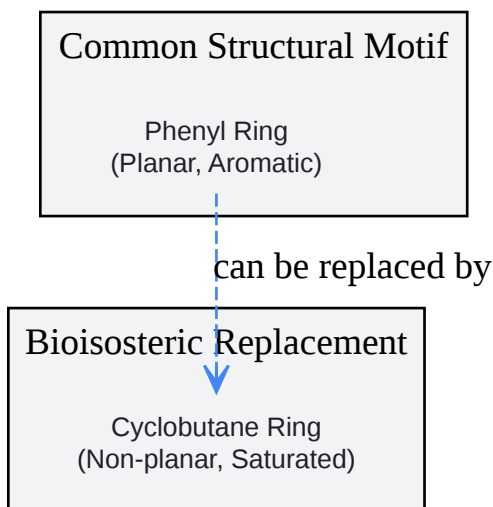 Common Structural Motif
Phenyl Ring
(Planar, Aromatic)
can be replaced by
Bioisosteric Replacement
Cyclobutane Ring
(Non-planar, Saturated)